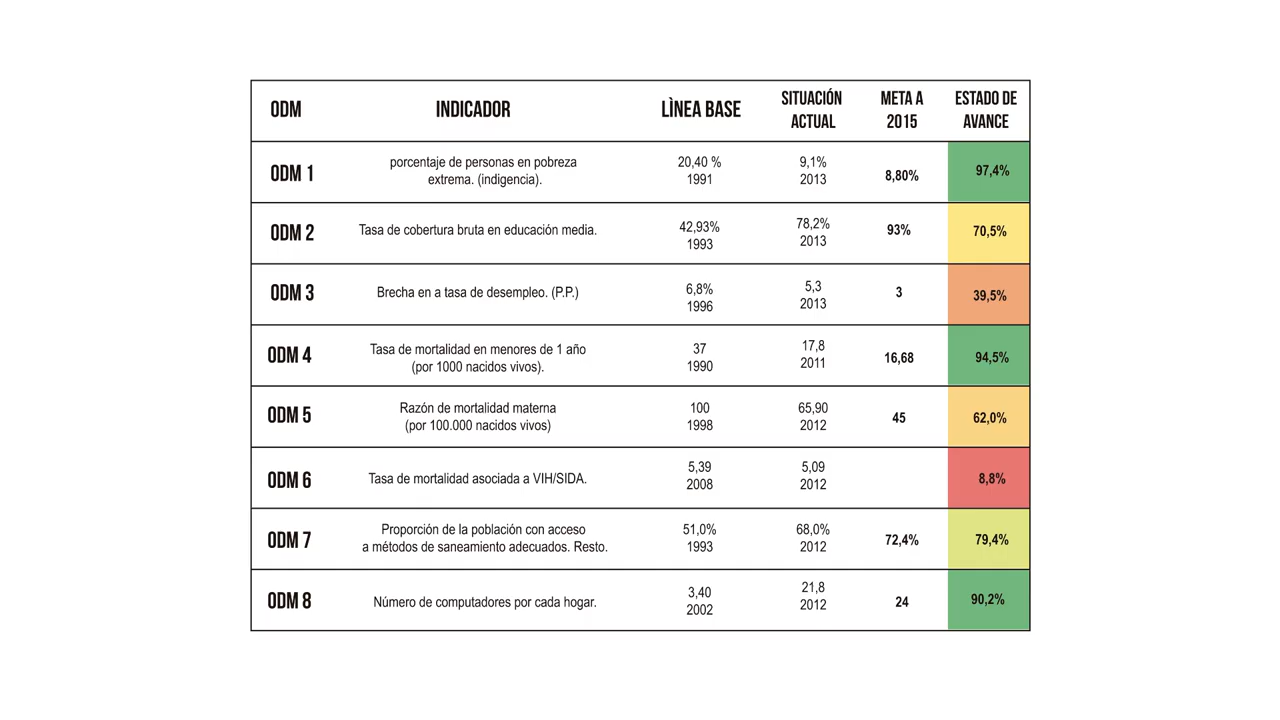 ODM INDICADOR LÌNEA BASE SITUACIÓN ACTUAL META A 2015 ESTADO DE AVANCE
ODM 1
porcentaje de personas en pobreza
extrema. (indigencia).
20,40 %
1991
9,1%
2013
8,80%
97,4%
ODM 2
Tasa de cobertura bruta en educación media.
42,93%
1993
78,2%
2013
93%
70,5%
ODM 3
Brecha en a tasa de desempleo. (P.P.)
6,8%
1996
5,3
2013
3
39,5%
ODM 4
Tasa de mortalidad en menores de 1 año
(por 1000 nacidos vivos).
37
1990
17,8
2011
16,68
94,5%
ODM 5
Razón de mortalidad materna
(por 100.000 nacidos vivos)
100
1998
65,90
2012
45
62,0%
ODM 6
Tasa de mortalidad asociada a VIH/SIDA.
5,39
2008
5,09
2012
8,8%
ODM 7
Proporción de la población con acceso
a métodos de saneamiento adecuados. Resto.
51,0%
1993
68,0%
2012
72,4%
79,4%
ODM 8
Número de computadores por cada hogar.
3,40
2002
21,8
2012
24
90,2%